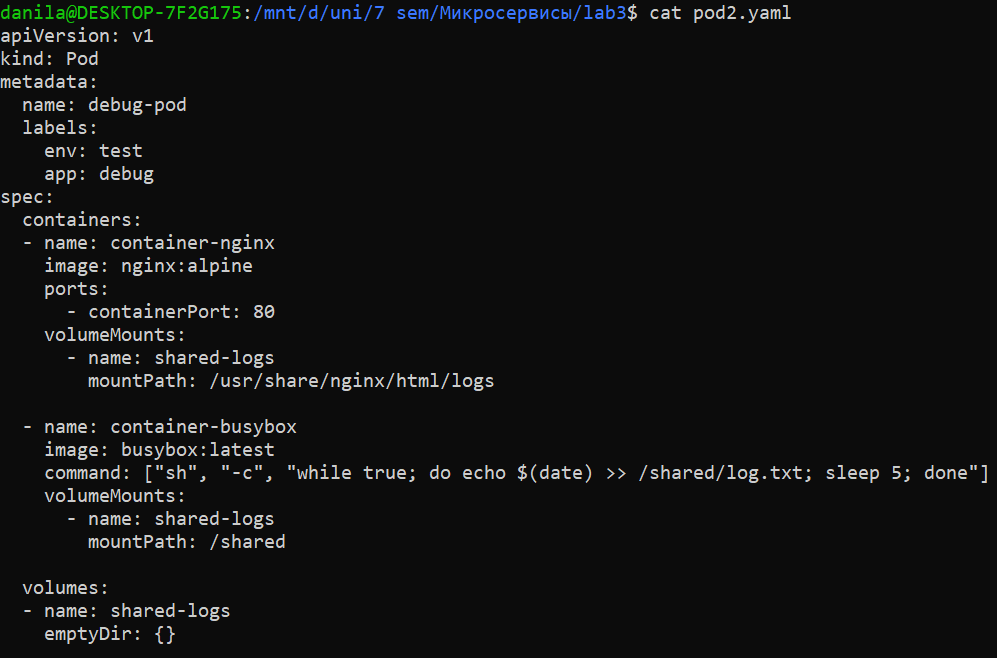 danila@DESKTOP-7F2G175:/mnt/d/uni/7 sem/Микросервисы/lab3$ cat pod2.yaml
apiVersion: v1
kind: Pod
metadata:
  name: debug-pod
  labels:
    env: test
    app: debug
spec:
  containers:
  - name: container-nginx
    image: nginx:alpine
    ports:
      - containerPort: 80
    volumeMounts:
      - name: shared-logs
        mountPath: /usr/share/nginx/html/logs

  - name: container-busybox
    image: busybox:latest
    command: ["sh", "-c", "while true; do echo $(date) >> /shared/log.txt; sleep 5; done"]
    volumeMounts:
      - name: shared-logs
        mountPath: /shared

  volumes:
  - name: shared-logs
    emptyDir: {}